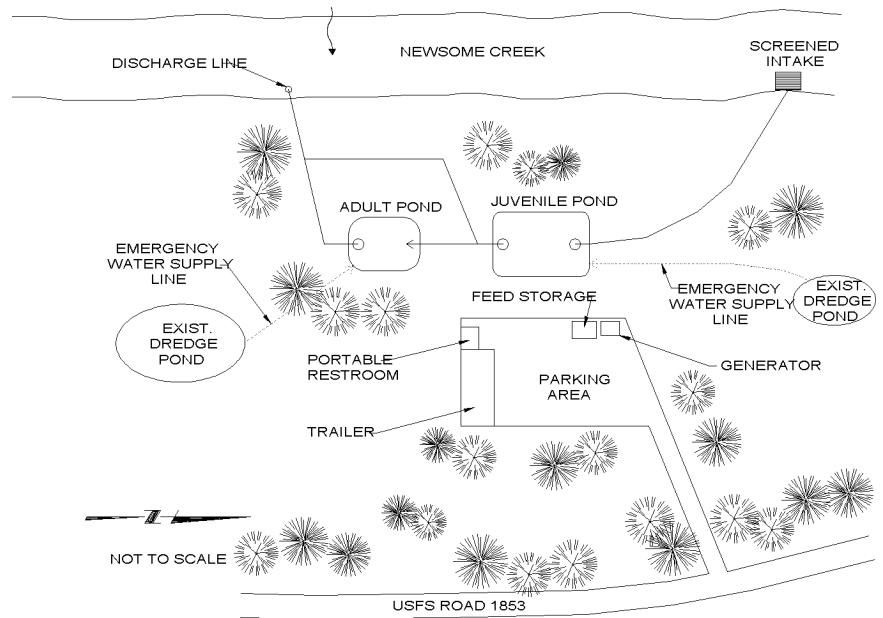 NEWSOME CREEK
SCREENED
INTAKE
DISCHARGE LINE
ADULT POND
JUVENILE POND
EMERGENCY
WATER SUPPLY
LINE
EXIST.
DREDGE
POND
FEED STORAGE
EMERGENCY
WATER SUPPLY
LINE
EXIST.
DREDGE
POND
PORTABLE
RESTROOM
PARKING
AREA
GENERATOR
TRAILER
Z
NOT TO SCALE
USFS ROAD 1853